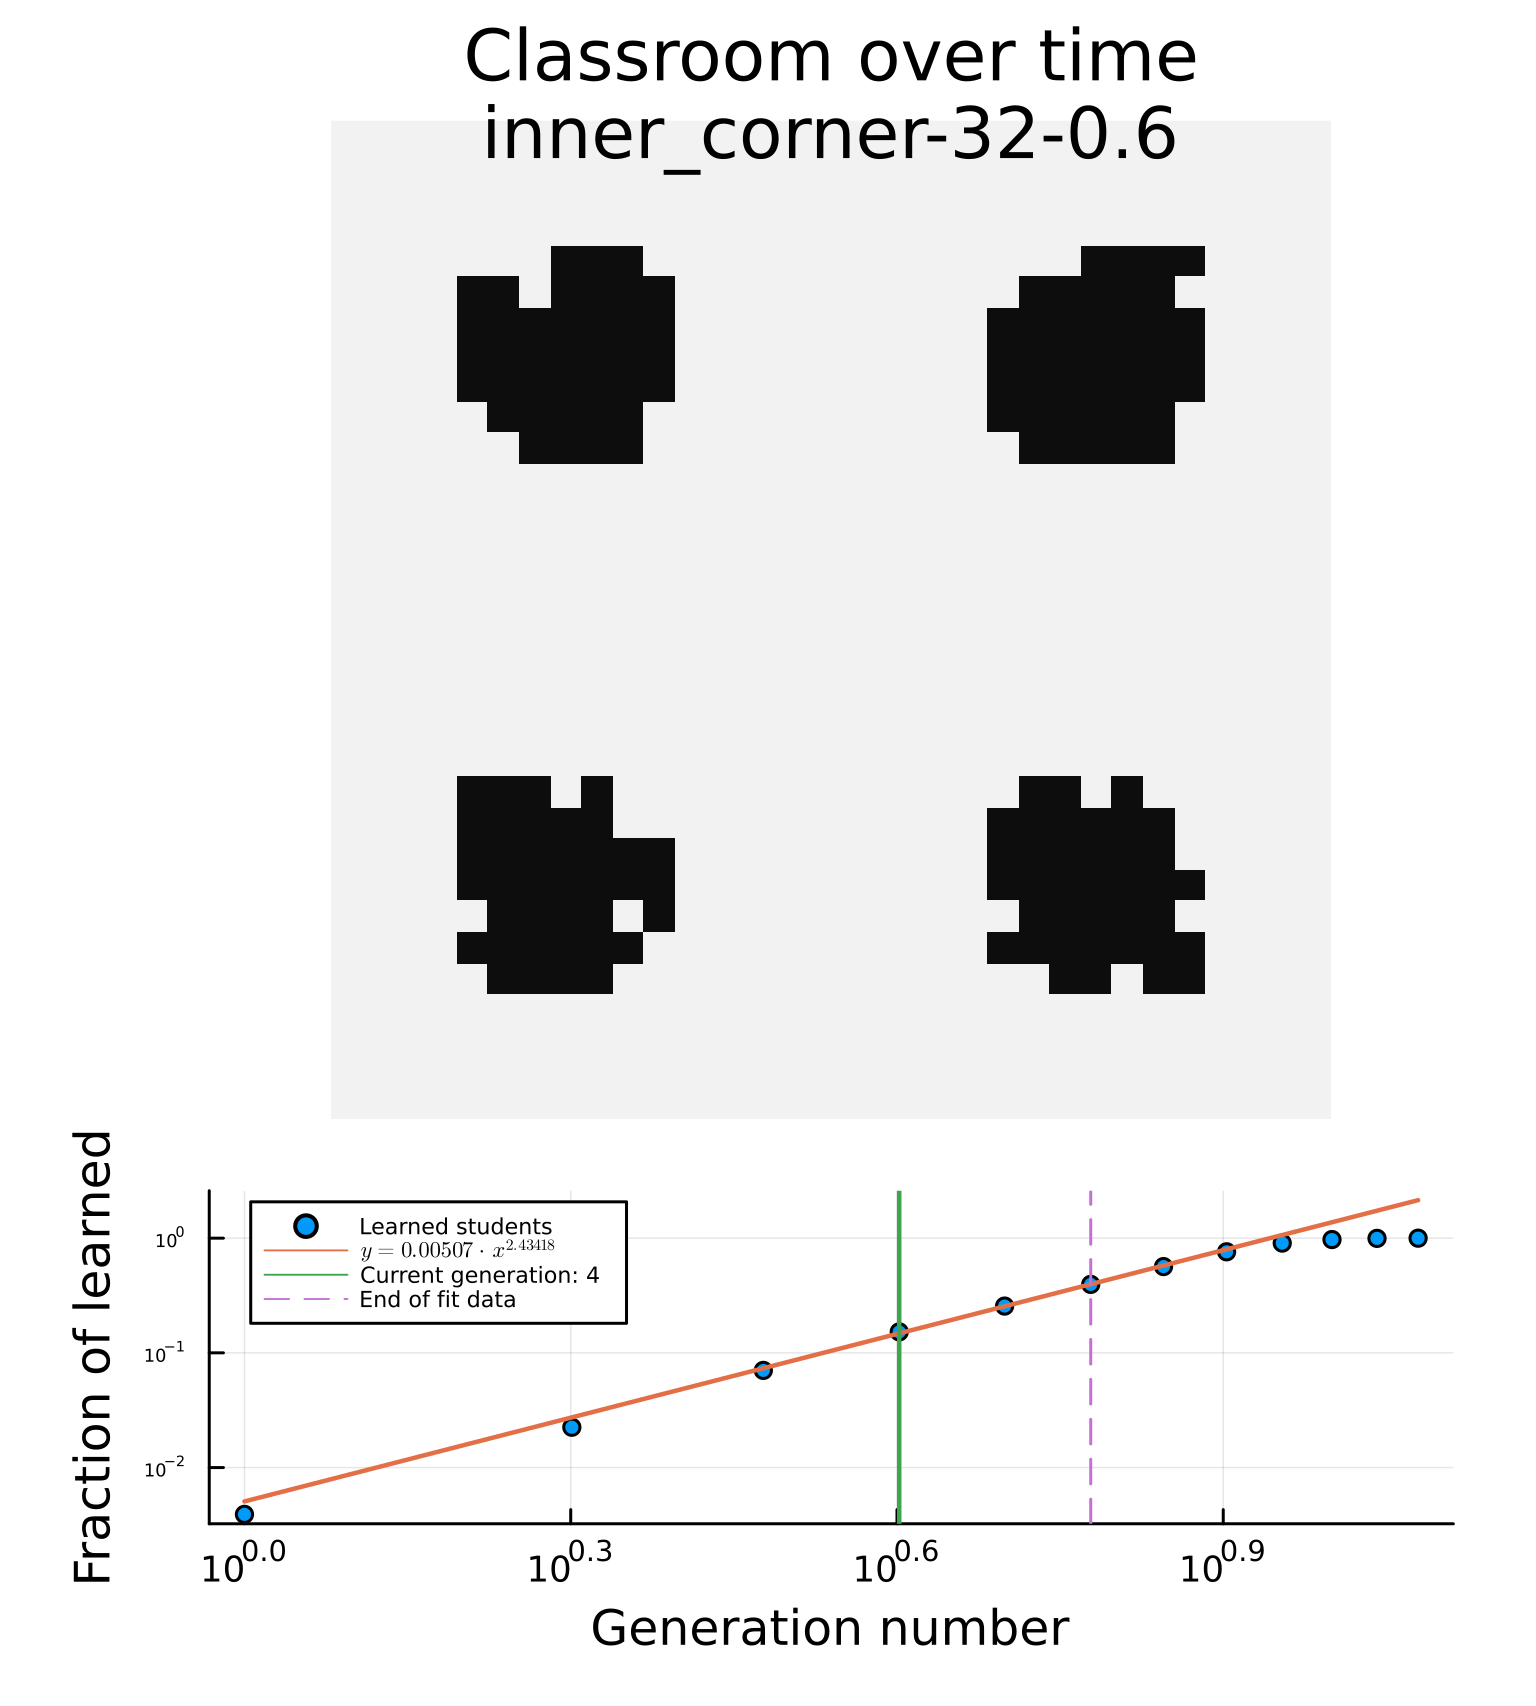 Classroom over time
inner_corner-32-0.6
Fraction of learned
10⁰
10⁻¹
10⁻²
Learned students
y = 0.00507 · x^2.43418
Current generation: 4
End of fit data
10^0.0
10^0.3
10^0.6
10^0.9
Generation number